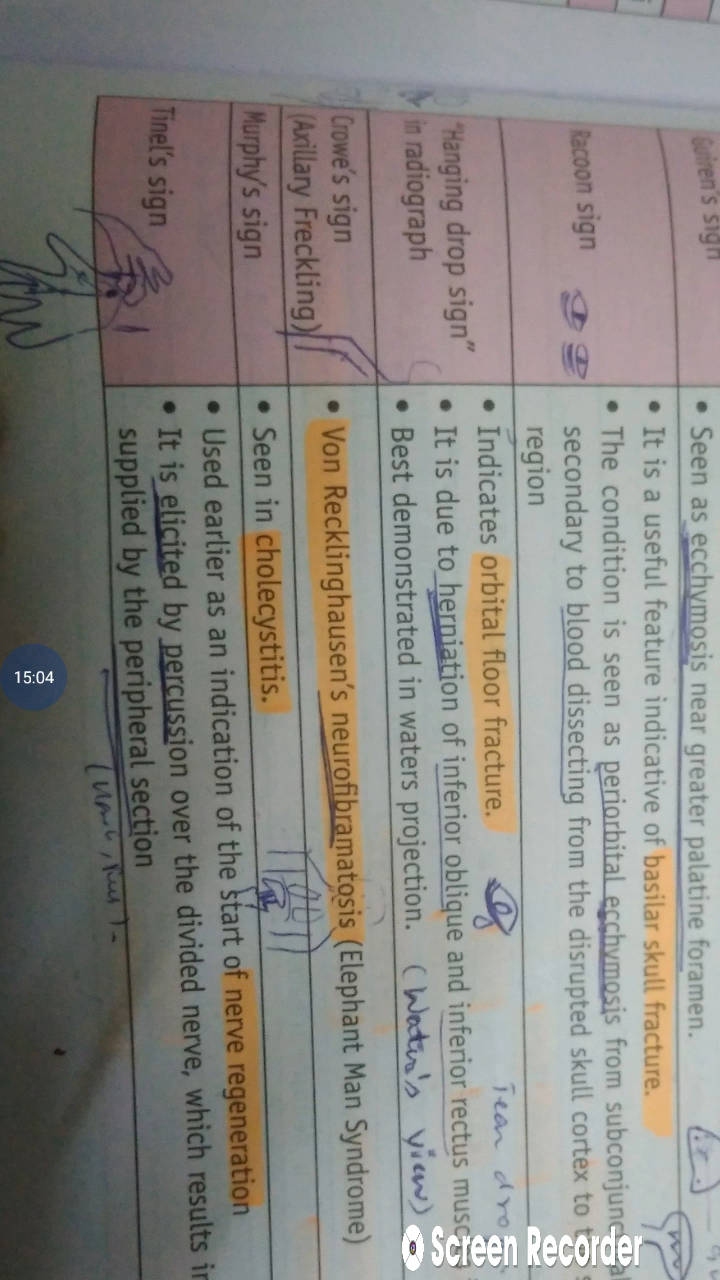 Guiren's sign
• Seen as ecchymosis near greater palatine foramen.
Racoon sign
• It is a useful feature indicative of basilar skull fracture.
• The condition is seen as periorbital ecchymosis from
secondary to blood dissecting from the disrupted skull cortex to
region
"Hanging drop sign"
in radiograph
• Indicates orbital floor fracture.
Tear
• It is due to herniation of inferior oblique and inferior rectus
• Best demonstrated in waters projection. (Water's view)
Crowe's sign
(Axillary Freckling)
• Von Recklinghausen's neurofibramatosis (Elephant Man Syndrome)
Murphy's sign
• Seen in cholecystitis.
Tinel's sign
• Used earlier as an indication of the start of nerve regeneration
• It is elicited by percussion over the divided nerve, which results
supplied by the peripheral section
15:04
Screen Recorder